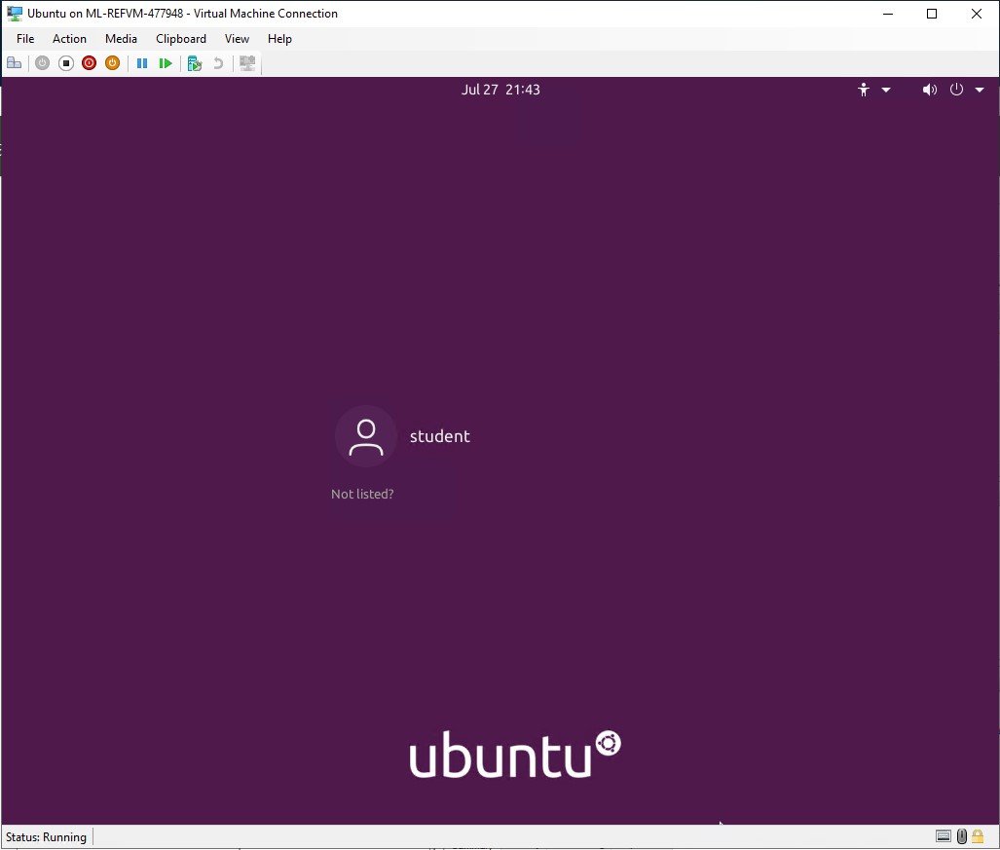 Ubuntu on ML-REFVM-477948 - Virtual Machine Connection
File Action Media Clipboard View Help
Jul 27 21:43
student
Not listed?
ubuntu
Status: Running